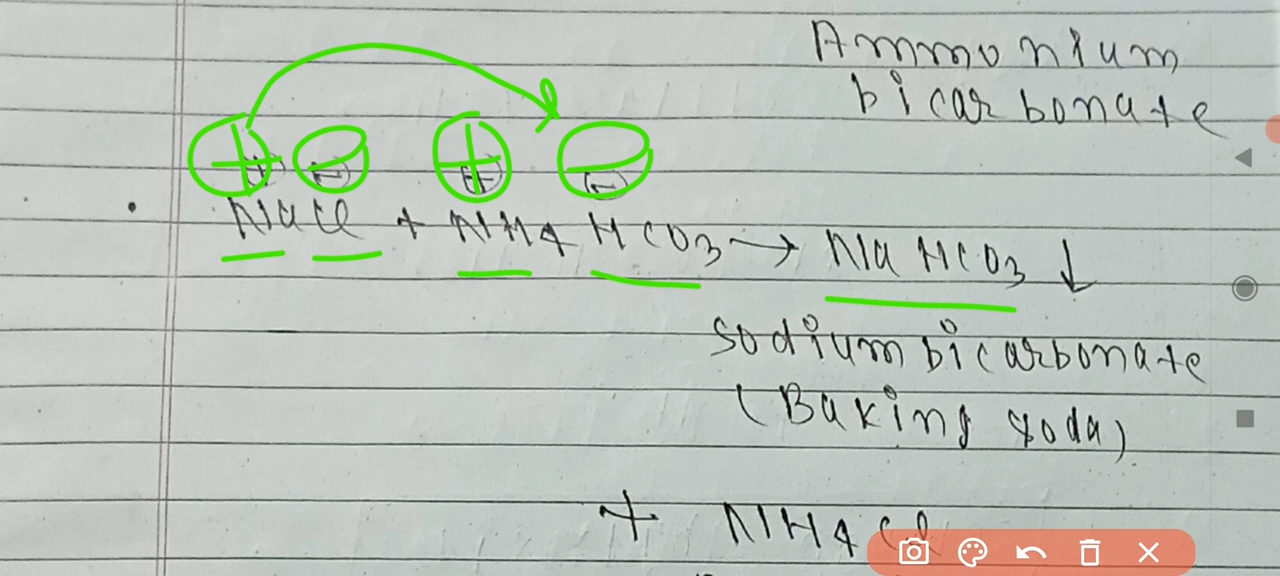 Ammonium
bicarbonate
(+) (-) (+) (-)
NaCl + NH4 HCO3 → NaHCO3 ↓
Sodium bicarbonate
(Baking soda)
+ NH4Cl